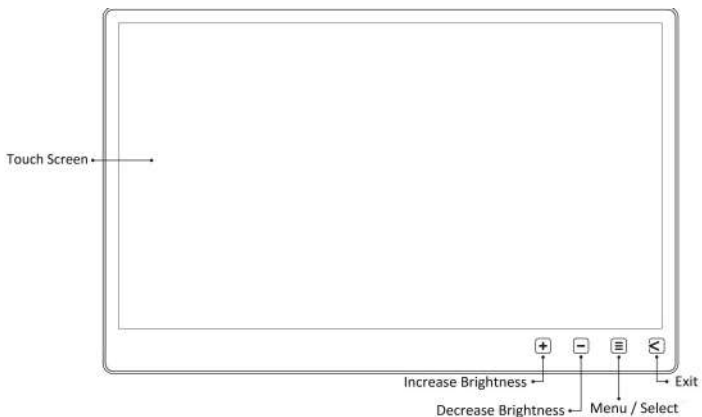 Touch Screen
Increase Brightness
Exit
Decrease Brightness
Menu / Select